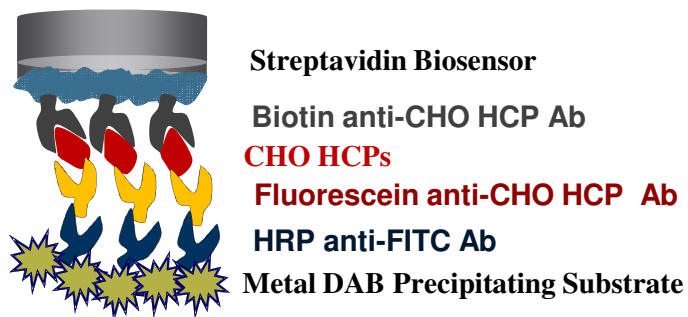 Streptavidin Biosensor
Biotin anti-CHO HCP Ab
CHO HCPs
Fluorescein anti-CHO HCP Ab
HRP anti-FITC Ab
Metal DAB Precipitating Substrate